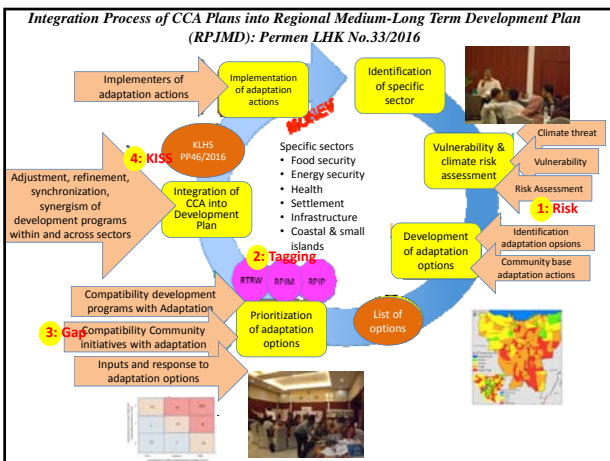 Integration Process of CCA Plans into Regional Medium-Long Term Development Plan
(RPJMD): Permen LHK No.33/2016
Implementers of
adaptation actions
Implementation
of adaptation
actions
Identification
of specific
sector
KLHS
PP46/2016
4: KISS
Adjustment, refinement,
synchronization,
synergism of
development programs
within and across sectors
Integration of
CCA into
Development
Plan
Specific sectors
• Food security
• Energy security
• Health
• Settlement
• Infrastructure
• Coastal & small
islands
Vulnerability &
climate risk
assessment
Climate threat
Vulnerability
Risk Assessment
1: Risk
Development
of adaptation
options
Identification
adaptation opsions
Community base
adaptation actions
2: Tagging
RTRW
RPJM
Compatibility development
programs with Adaptation
3: Gap
Compatibility Community
initiatives with adaptation
Inputs and response to
adaptation options
Prioritization
of adaptation
options
List of
options